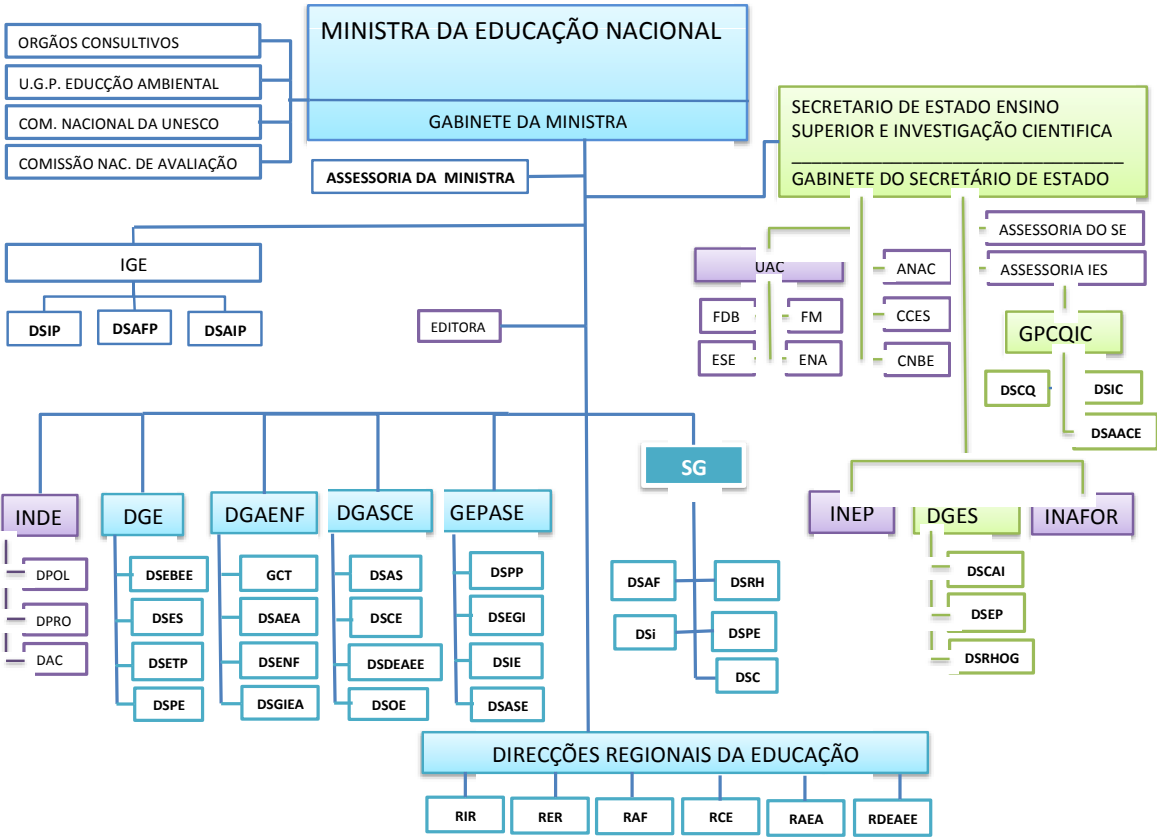 MINISTRA DA EDUCAÇÃO NACIONAL
GABINETE DA MINISTRA
ORGÃOS CONSULTIVOS
U.G.P. EDUCÇÃO AMBIENTAL
COM. NACIONAL DA UNESCO
COMISSÃO NAC. DE AVALIAÇÃO
ASSESSORIA DA MINISTRA
SECRETARIO DE ESTADO ENSINO
SUPERIOR E INVESTIGAÇÃO CIENTIFICA
GABINETE DO SECRETÁRIO DE ESTADO
ASSESSORIA DO SE
ASSESSORIA IES
IGE
DSIP
DSAFP
DSAIP
EDITORA
UAC
FDB
FM
ESE
ENA
ANAC
CCES
CNBE
GPCQIC
DSCQ
DSIC
DSAACE
SG
DSAF
DSRH
DSi
DSPE
DSC
INDE
DPOL
DPRO
DAC
DGE
DSEBEE
DSES
DSETP
DSPE
DGAENF
GCT
DSAEA
DSENF
DSGIEA
DGASCE
DSAS
DSCE
DSDEAEE
DSOE
GEPASE
DSPP
DSEGI
DSIE
DSASE
INEP
DGES
INAFOR
DSCAI
DSEP
DSRHOG
DIRECÇÕES REGIONAIS DA EDUCAÇÃO
RIR
RER
RAF
RCE
RAEA
RDEAEE